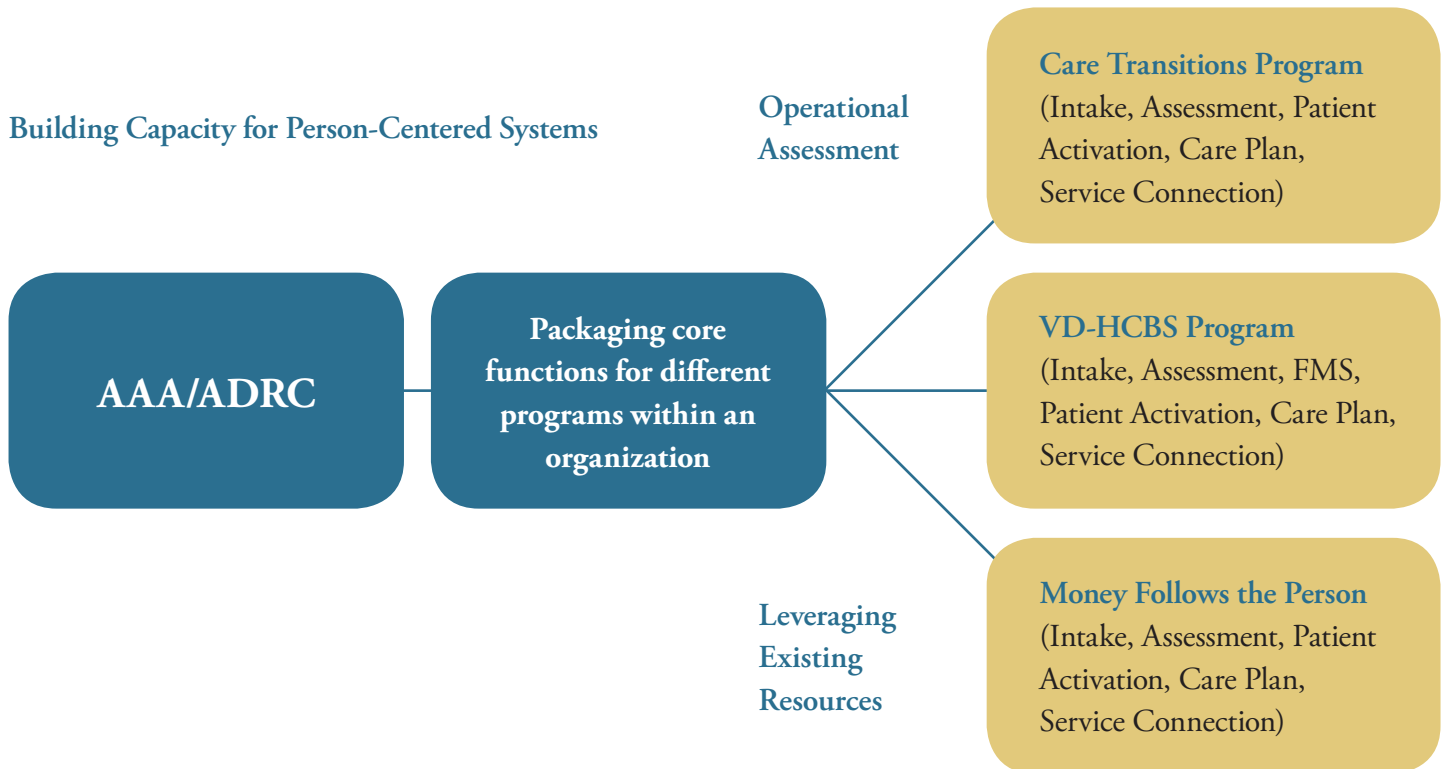 Building Capacity for Person-Centered Systems
Operational
Assessment
AAA/ADRC
Packaging core
functions for different
programs within an
organization
Care Transitions Program
(Intake, Assessment, Patient
Activation, Care Plan,
Service Connection)
VD-HCBS Program
(Intake, Assessment, FMS,
Patient Activation, Care Plan,
Service Connection)
Leveraging
Existing
Resources
Money Follows the Person
(Intake, Assessment, Patient
Activation, Care Plan,
Service Connection)